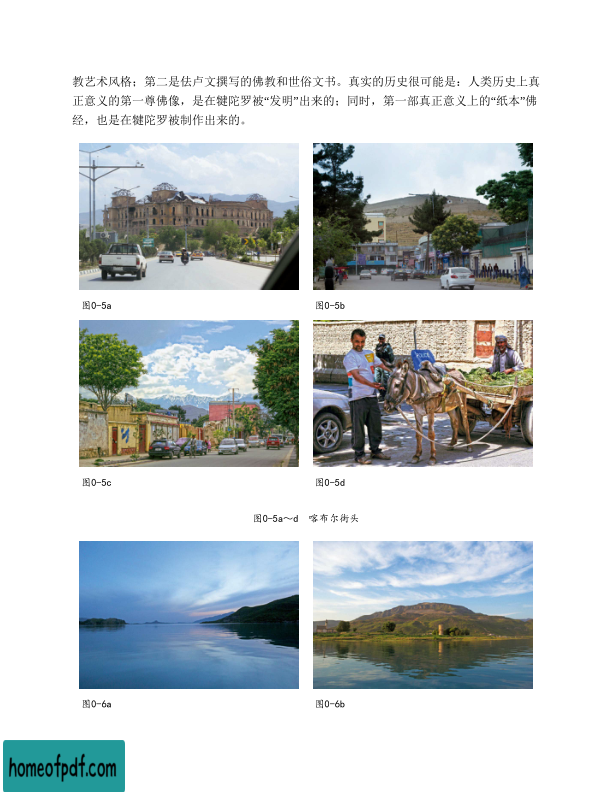 教艺术风格；第二是佉卢文撰写的佛教和世俗文书。真实的历史很可能是：人类历史上真
正意义的第一尊佛像，是在犍陀罗被“发明”出来的；同时，第一部真正意义上的“纸本”佛
经，也是在犍陀罗被制作出来的。
图0-5a
图0-5b
图0-5c
图0-5d
图0-5a～d 喀布尔街头
图0-6a
图0-6b
homeofpdf.com